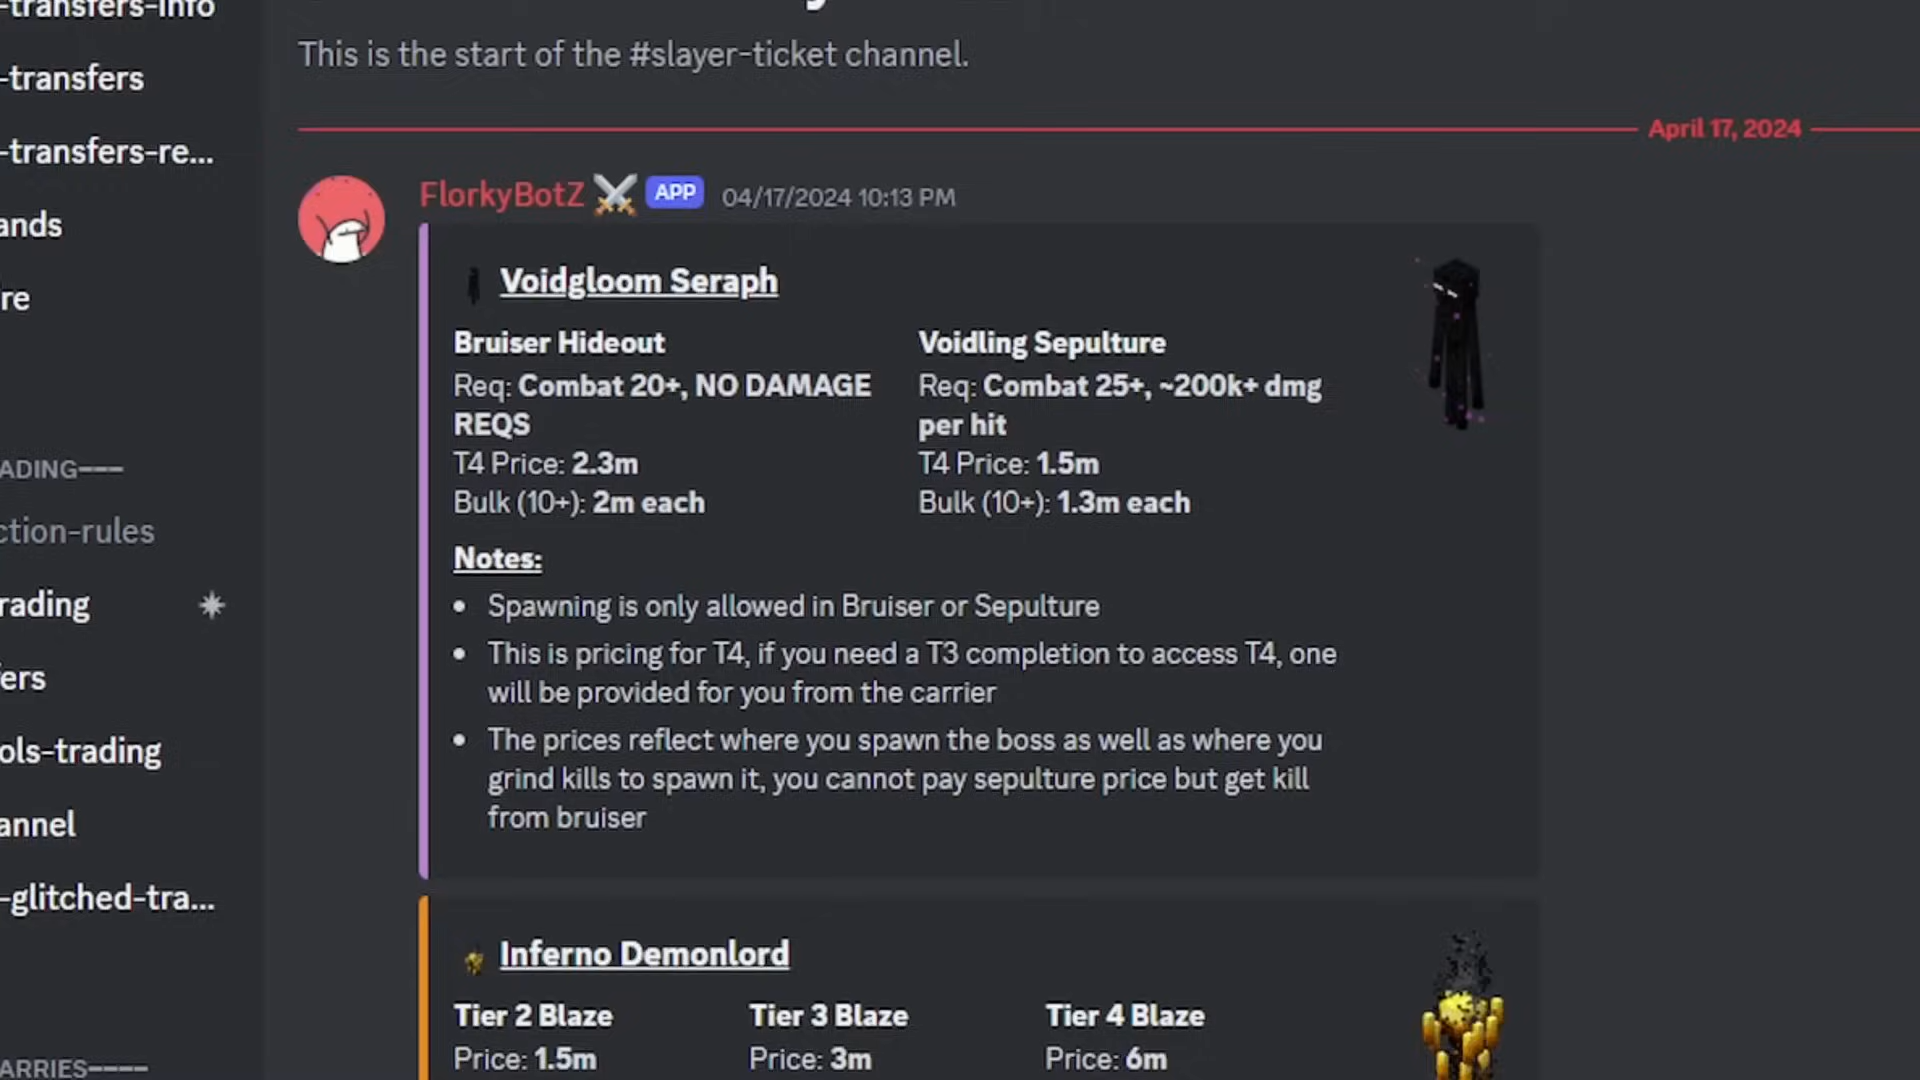 -transfers-info
-transfers
-transfers-re...
ands
re
ADING---
ction-rules
rading
ers
ols-trading
annel
-glitched-tra...
ARRIES----
This is the start of the #slayer-ticket channel.
April 17, 2024
FlorkyBotZ APP 04/17/2024 10:13 PM
Voidgloom Seraph
Bruiser Hideout
Req: Combat 20+, NO DAMAGE
REQS
T4 Price: 2.3m
Bulk (10+): 2m each
Voidling Sepulture
Req: Combat 25+, ~200k+ dmg
per hit
T4 Price: 1.5m
Bulk (10+): 1.3m each
Notes:
• Spawning is only allowed in Bruiser or Sepulture
• This is pricing for T4, if you need a T3 completion to access T4, one
will be provided for you from the carrier
• The prices reflect where you spawn the boss as well as where you
grind kills to spawn it, you cannot pay sepulture price but get kill
from bruiser
Inferno Demonlord
Tier 2 Blaze
Price: 1.5m
Tier 3 Blaze
Price: 3m
Tier 4 Blaze
Price: 6m